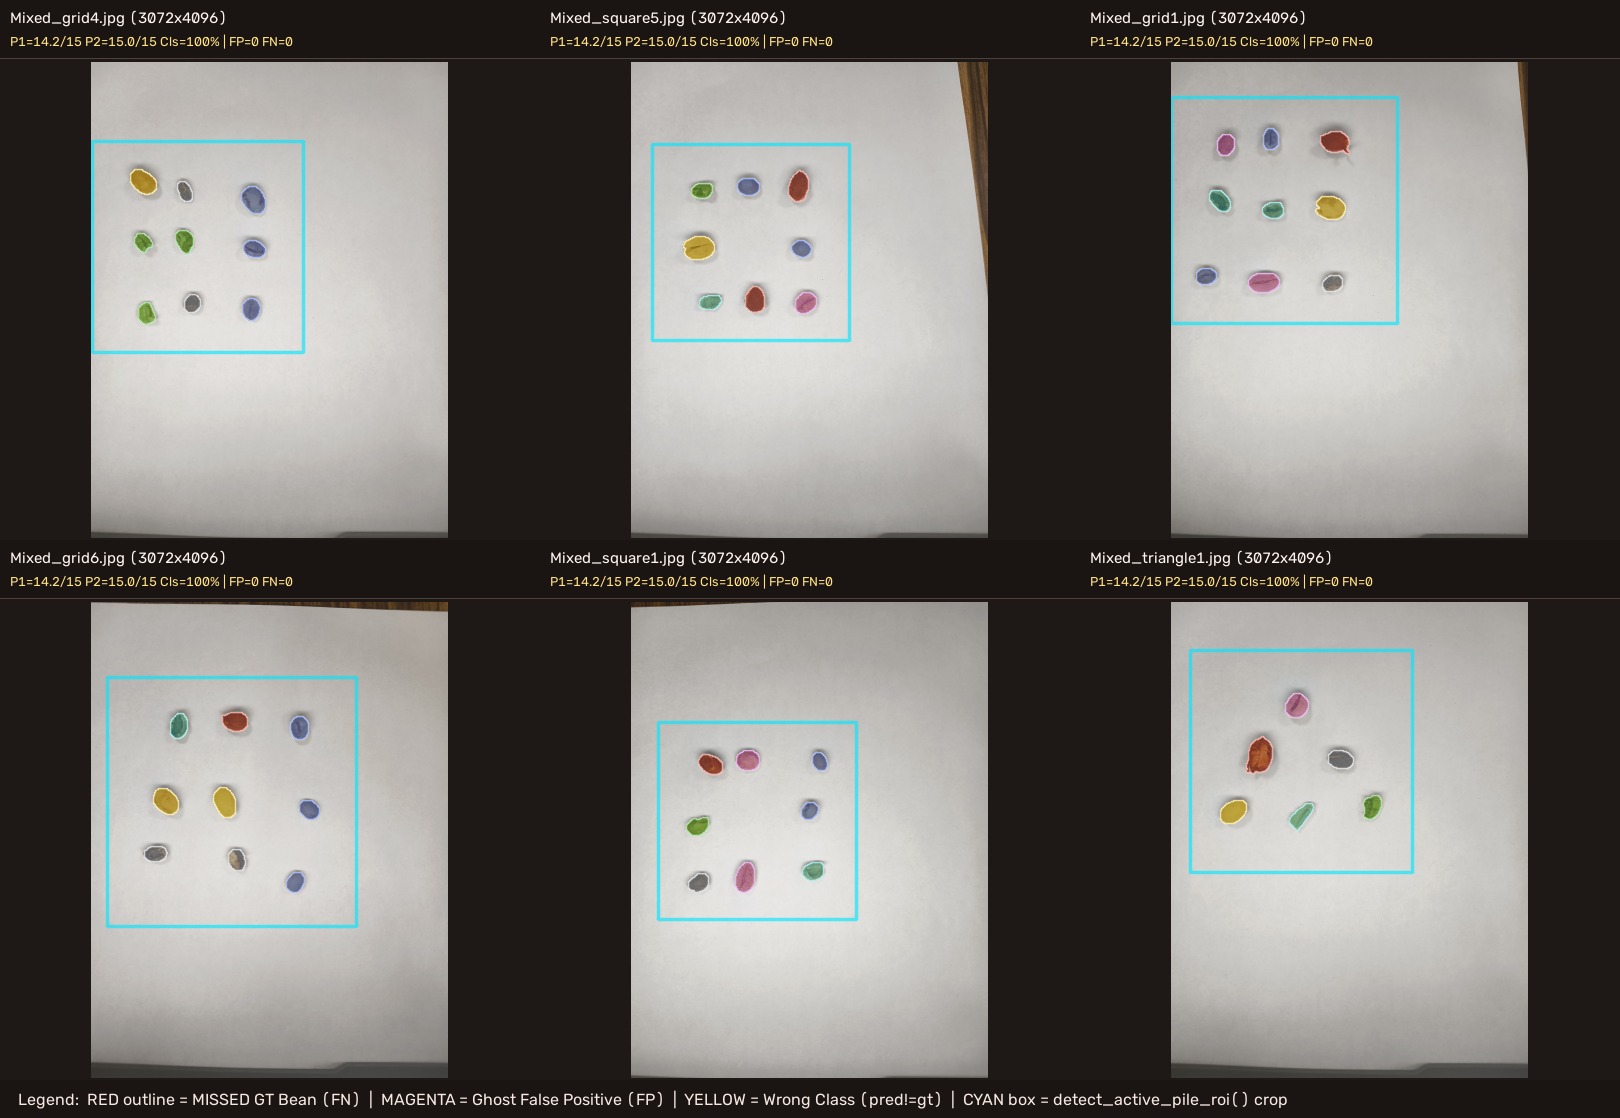 Mixed_grid4.jpg (3072x4096)
P1=14.2/15 P2=15.0/15 Cls=100% | FP=0 FN=0
Mixed_square5.jpg (3072x4096)
P1=14.2/15 P2=15.0/15 Cls=100% | FP=0 FN=0
Mixed_grid1.jpg (3072x4096)
P1=14.2/15 P2=15.0/15 Cls=100% | FP=0 FN=0
Mixed_grid6.jpg (3072x4096)
P1=14.2/15 P2=15.0/15 Cls=100% | FP=0 FN=0
Mixed_square1.jpg (3072x4096)
P1=14.2/15 P2=15.0/15 Cls=100% | FP=0 FN=0
Mixed_triangle1.jpg (3072x4096)
P1=14.2/15 P2=15.0/15 Cls=100% | FP=0 FN=0
Legend: RED outline = MISSED GT Bean (FN) | MAGENTA = Ghost False Positive (FP) | YELLOW = Wrong Class (pred!=gt) | CYAN box = detect_active_pile_roi() crop